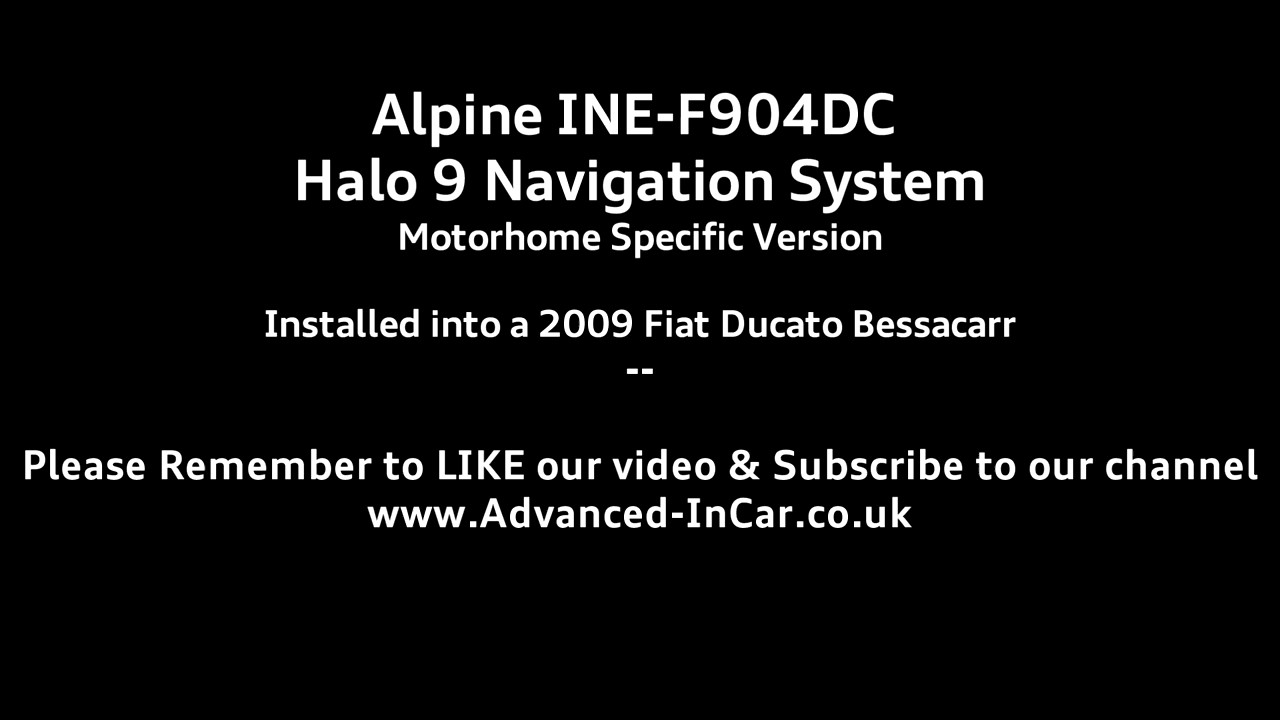 Alpine INE-F904DC
Halo 9 Navigation System
Motorhome Specific Version
Installed into a 2009 Fiat Ducato Bessacarr
--
Please Remember to LIKE our video & Subscribe to our channel
www.Advanced-InCar.co.uk